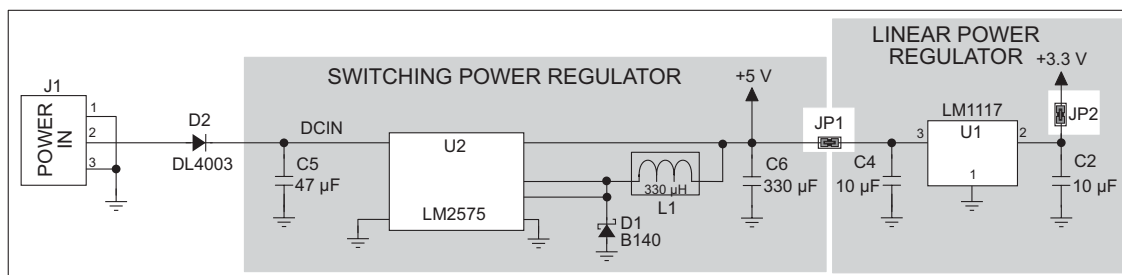 LINEAR POWER
REGULATOR
SWITCHING POWER REGULATOR
+5 V
+3.3 V
J1
POWER
IN
1
2
3
D2
DL4003
DCIN
C5
47 µF
U2
LM2575
330 µH
L1
D1
B140
C6
330 µF
JP1
C4
10 µF
LM1117
U1
3
2
1
JP2
C2
10 µF